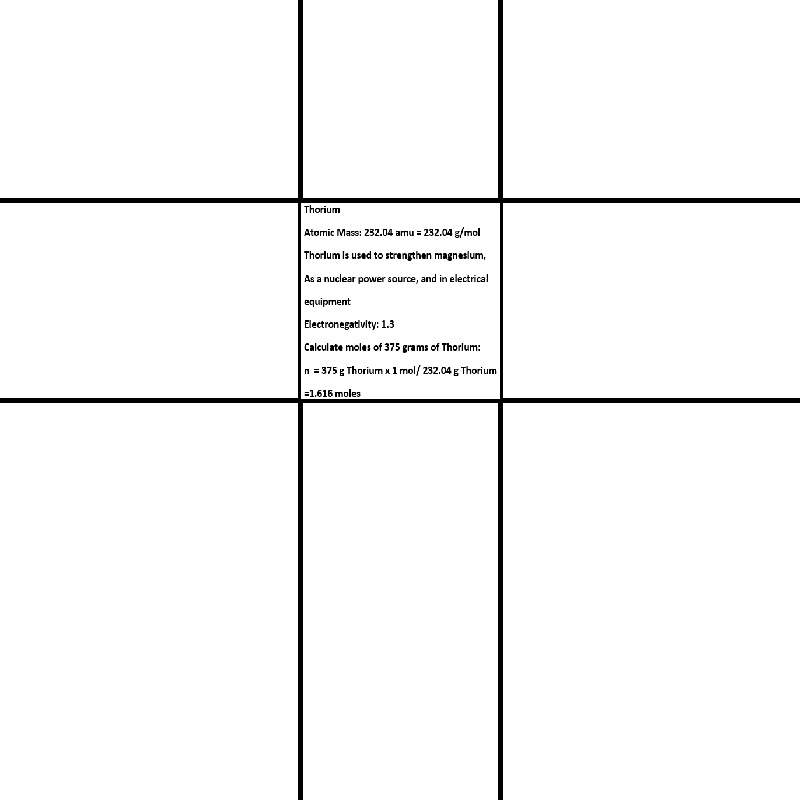 Thorium
Atomic Mass: 232.04 amu = 232.04 g/mol
Thorium is used to strengthen magnesium,
As a nuclear power source, and in electrical
equipment
Electronegativity: 1.3
Calculate moles of 375 grams of Thorium:
n = 375 g Thorium x 1 mol/ 232.04 g Thorium
=1.616 moles